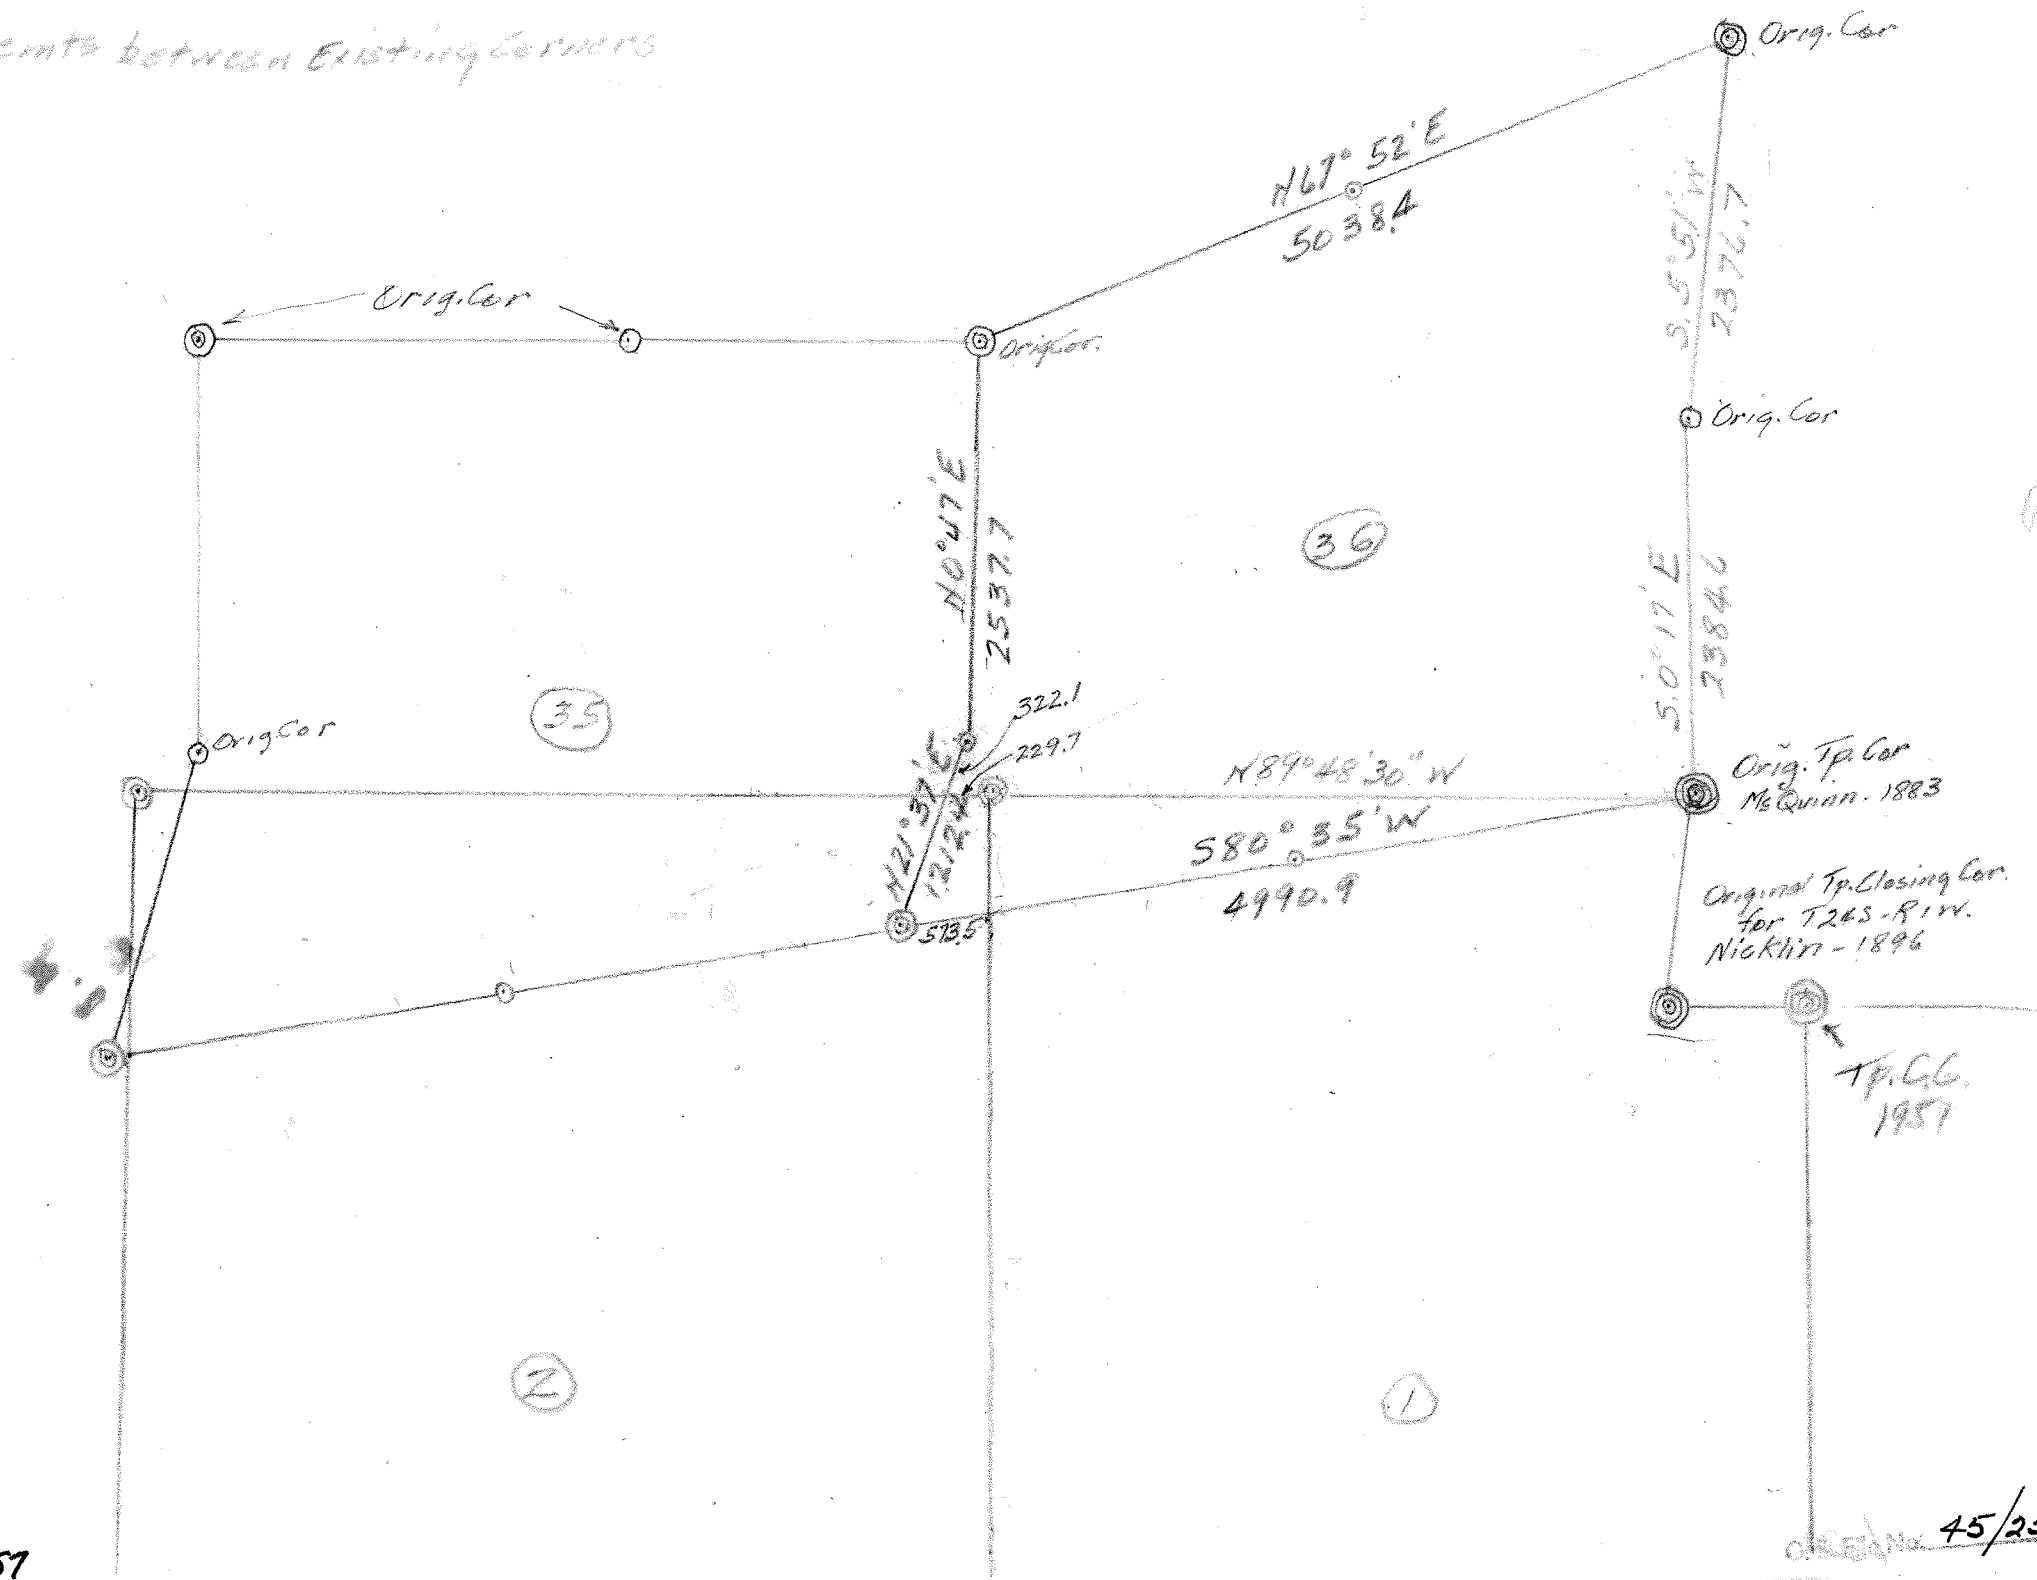 between Existing Corners
Orig. Cor
N67° 52' E
5038.4
S. 5° 51' W
2376.7
Orig. Cor
Orig. Cor.
Orig. Cor
N0° 47' E
2537.7
36
S.0° 17' E
2384.6
35
Orig Cor
322.1
229.7
N21° 37' E
1212.4
N89° 48' 30" W
S80° 35' W
4990.9
573.5
Orig. Tp. Cor
McQuinn. 1883
Original Tp. Closing Cor.
for T24S-R1W.
Nicklin - 1896
Tp. C.C.
1957
2
1
45/23
57